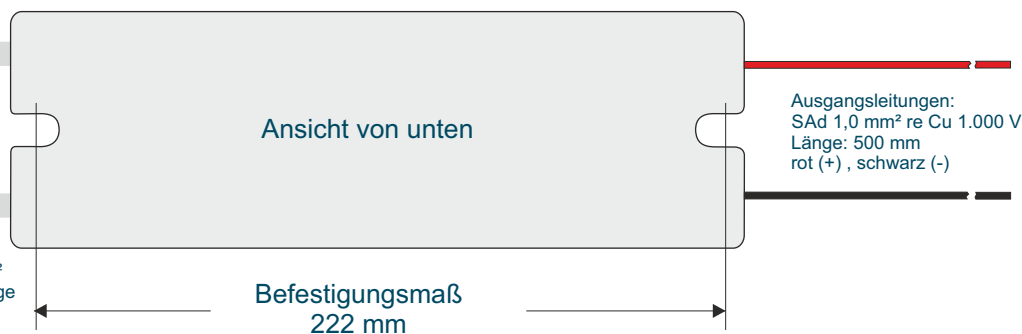 Ansicht von unten
Ausgangsleitungen:
SAd 1,0 mm² re Cu 1.000 V
Länge: 500 mm
rot (+) , schwarz (-)
Befestigungsmaß
222 mm